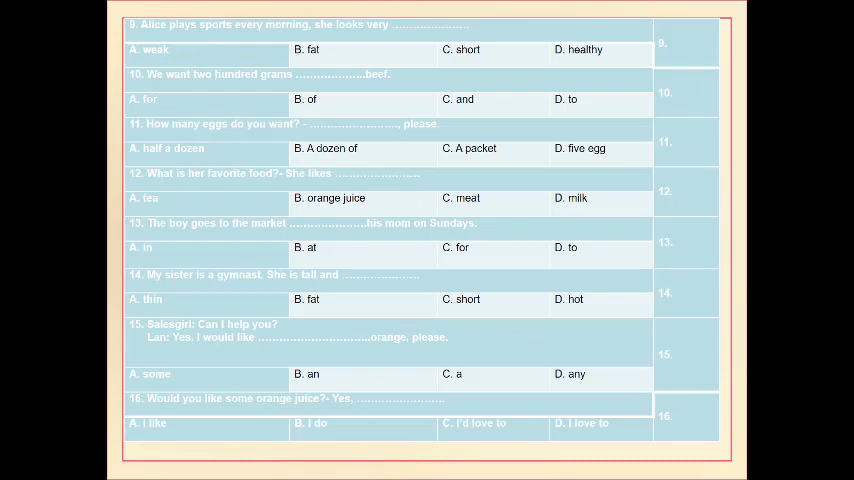 9. Alice plays sports every morning, she looks very ........................
A. weak B. fat C. short D. healthy 9.
10. We want two hundred grams ......................beef.
A. for B. of C. and D. to 10.
11. How many eggs do you want? - ........................, please.
A. half a dozen B. A dozen of C. A packet D. five egg 11.
12. What is her favorite food?- She likes ........................
A. tea B. orange juice C. meat D. milk 12.
13. The boy goes to the market ........................his mom on Sundays.
A. in B. at C. for D. to 13.
14. My sister is a gymnast. She is tall and ........................
A. thin B. fat C. short D. hot 14.
15. Salesgirl: Can I help you?
Lan: Yes. I would like ................................orange, please.
15.
A. some B. an C. a D. any
16. Would you like some orange juice?- Yes, ........................
16.
A. I like B. I do C. I'd love to D. I love to